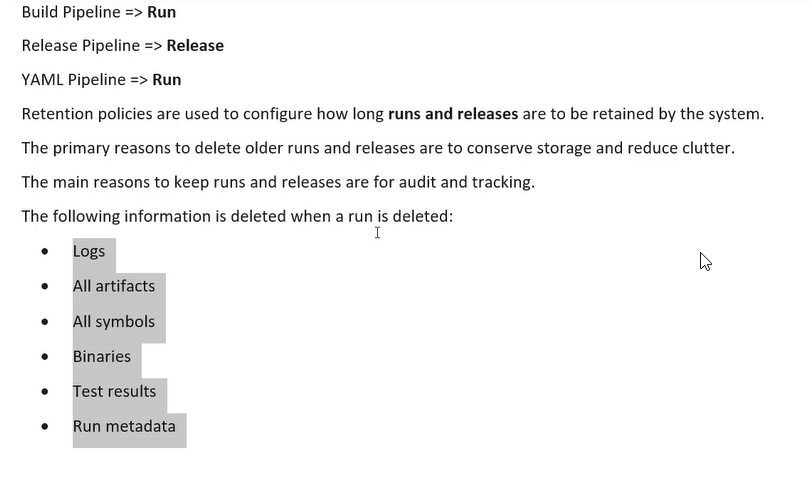 Build Pipeline => Run
Release Pipeline => Release
YAML Pipeline => Run
Retention policies are used to configure how long runs and releases are to be retained by the system.
The primary reasons to delete older runs and releases are to conserve storage and reduce clutter.
The main reasons to keep runs and releases are for audit and tracking.
The following information is deleted when a run is deleted:
• Logs
• All artifacts
• All symbols
• Binaries
• Test results
• Run metadata